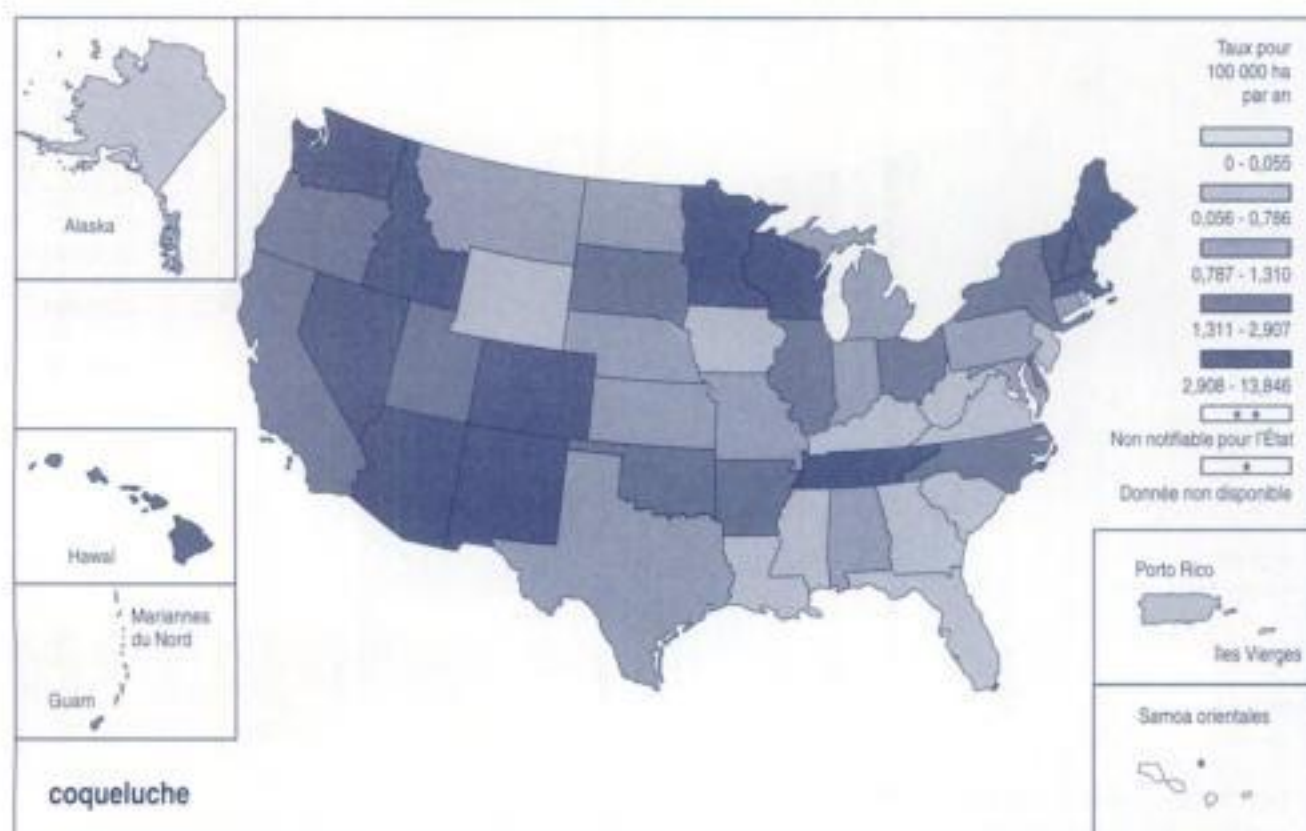 Taux pour
100 000 ha
par an
0 - 0,055
0,056 - 0,786
0,787 - 1,310
1,311 - 2,907
2,908 - 13,846
* *
Non notifiable pour l'État
*
Donnée non disponible
Alaska
Hawaï
Mariannes
du Nord
Guam
Porto Rico
Iles Vierges
Samoa orientales
*
coqueluche